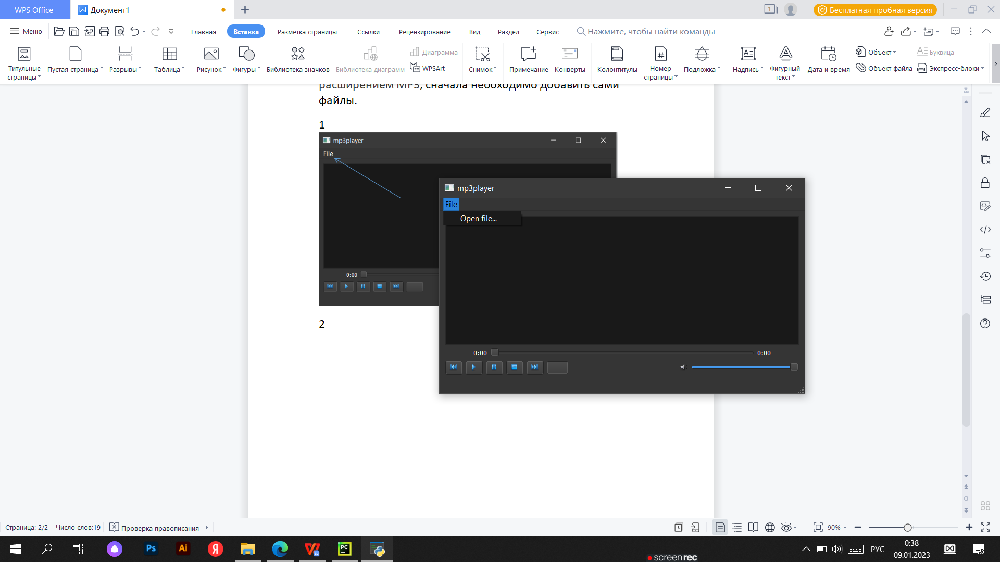 WPS Office
Документ1
1
Бесплатная пробная версия
Меню
Главная
Вставка
Разметка страницы
Ссылки
Рецензирование
Вид
Раздел
Сервис
Нажмите, чтобы найти команды
Титульные страницы
Пустая страница
Разрывы
Таблица
Рисунок
Фигуры
Библиотека значков
Библиотека диаграмм
Диаграмма
WPSArt
Снимок
Примечание
Конверты
Колонтитулы
Номер страницы
Подложка
Надпись
Фигурный текст
Дата и время
Объект
Объект файла
Буквица
Экспресс-блоки
расширением MP3, сначала необходимо добавить сами
файлы.
1
mp3player
File
0:00
mp3player
File
Open file...
0:00
0:00
2
Страница: 2/2
Число слов:19
Проверка правописания
90%
Ps
Ai
Я
PC
РУС
0:38
09.01.2023
screenrec